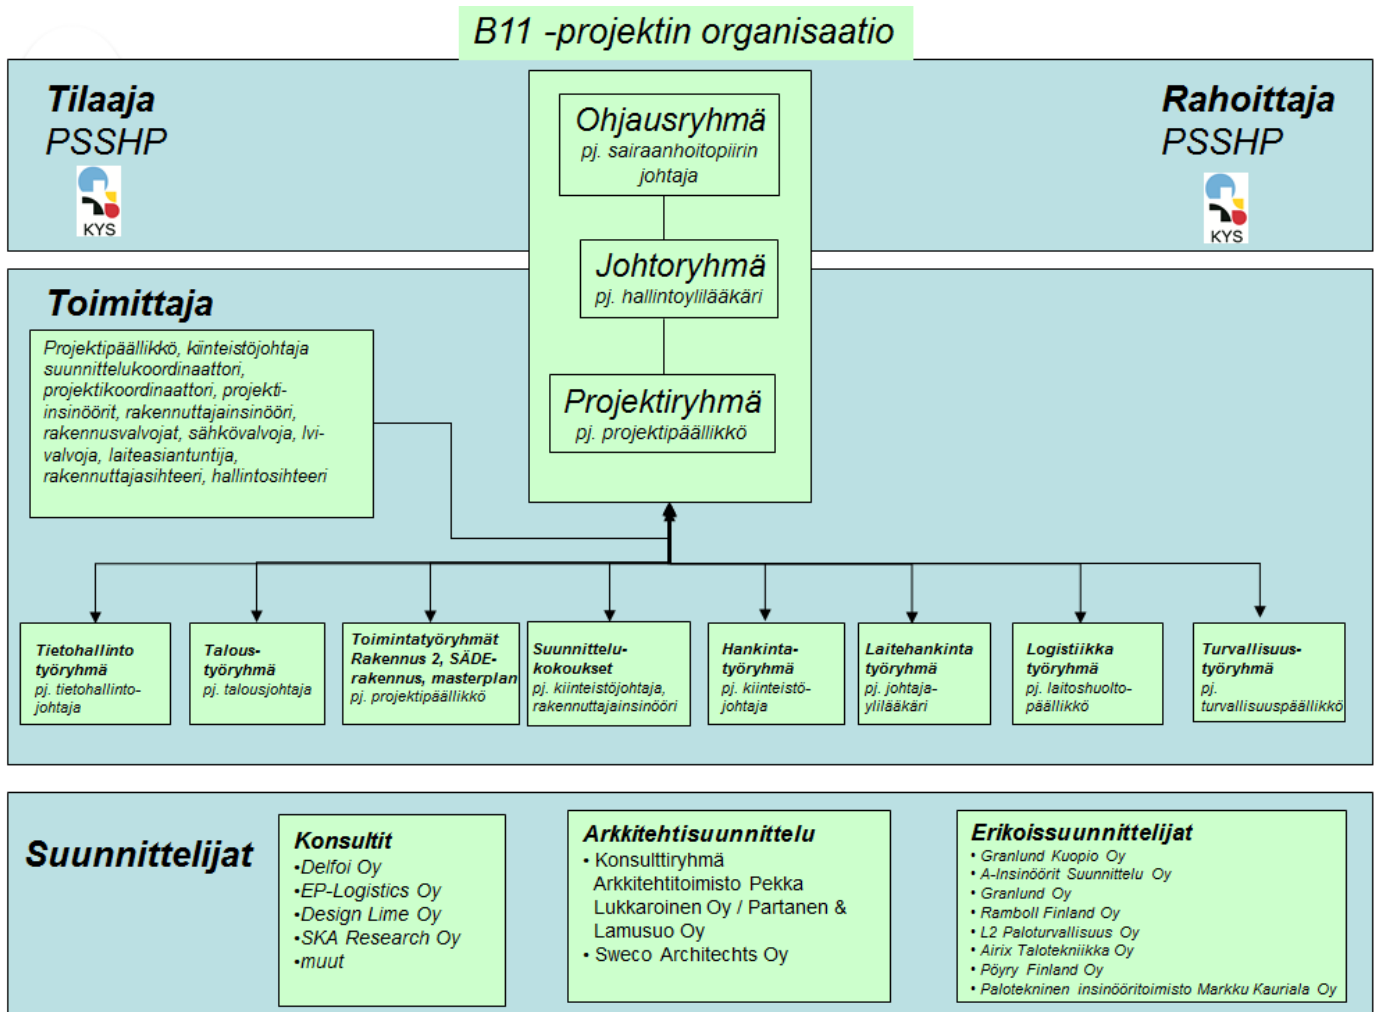 B11 -projektin organisaatio
Tilaaja
PSSHP
KYS
Ohjausryhmä
pj. sairaanhoitopiirin
johtaja
Rahoittaja
PSSHP
KYS
Johtoryhmä
pj. hallintoylilääkäri
Projektiryhmä
pj. projektipäällikkö
Toimittaja
Projektipäällikkö, kiinteistöjohtaja
suunnittelukoordinaattori,
projektikoordinaattori, projekti-
insinöörit, rakennuttajainsinööri,
rakennusvalvojat, sähkövalvoja, lvi-
valvoja, laiteasiantuntija,
rakennuttajasihteeri, hallintosihteeri
Tietohallinto
työryhmä
pj. tietohallinto-
johtaja
Talous-
työryhmä
pj. talousjohtaja
Toimintatyöryhmät
Rakennus 2, SÄDE-
rakennus, masterplan
pj. projektipäällikkö
Suunnittelu-
kokoukset
pj. kiinteistöjohtaja,
rakennuttajainsinööri
Hankinta-
työryhmä
pj. kiinteistö-
johtaja
Laitehankinta
työryhmä
pj. johtaja-
ylilääkäri
Logistiikka
työryhmä
pj. laitoshuolto-
päällikkö
Turvallisuus-
työryhmä
pj.
turvallisuuspäällikkö
Suunnittelijat
Konsultit
•Delfoi Oy
•EP-Logistics Oy
•Design Lime Oy
•SKA Research Oy
•muut
Arkkitehtisuunnittelu
• Konsulttiryhmä
Arkkitehtitoimisto Pekka
Lukkaroinen Oy / Partanen &
Lamusuo Oy
• Sweco Architechts Oy
Erikoissuunnittelijat
• Granlund Kuopio Oy
• A-Insinöörit Suunnittelu Oy
• Granlund Oy
• Ramboll Finland Oy
• L2 Paloturvallisuus Oy
• Airix Talotekniikka Oy
• Pöyry Finland Oy
• Palotekninen insinööritoimisto Markku Kauriala Oy